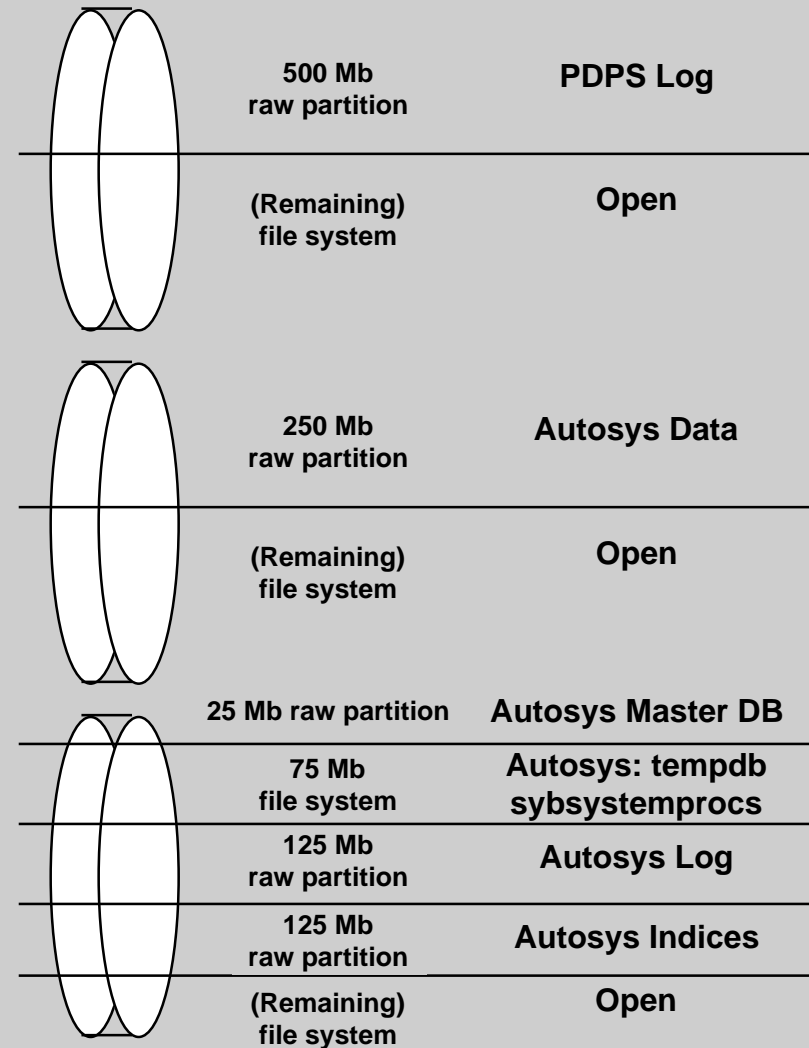 500 Mb
raw partition
PDPS Log
(Remaining)
file system
Open
250 Mb
raw partition
Autosys Data
(Remaining)
file system
Open
25 Mb raw partition
Autosys Master DB
75 Mb
file system
Autosys: tempdb
sybsystemprocs
125 Mb
raw partition
Autosys Log
125 Mb
raw partition
Autosys Indices
(Remaining)
file system
Open